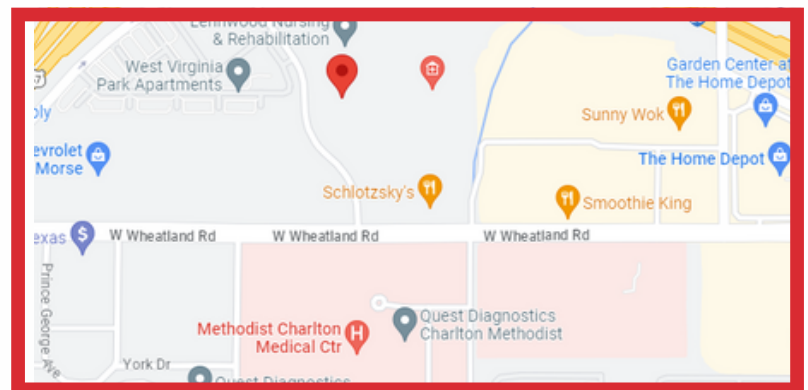 Lennwood Nursing
& Rehabilitation
West Virginia
Park Apartments
Garden Center at
The Home Depot
Sunny Wok
evrolet
Morse
The Home Depot
Schlotzsky's
Smoothie King
exas
W Wheatland Rd
W Wheatland Rd
W Wheatland Rd
Prince George Ave
Quest Diagnostics
Charlton Methodist
Methodist Charlton
Medical Ctr
H
York Dr
Quest Diagnostics